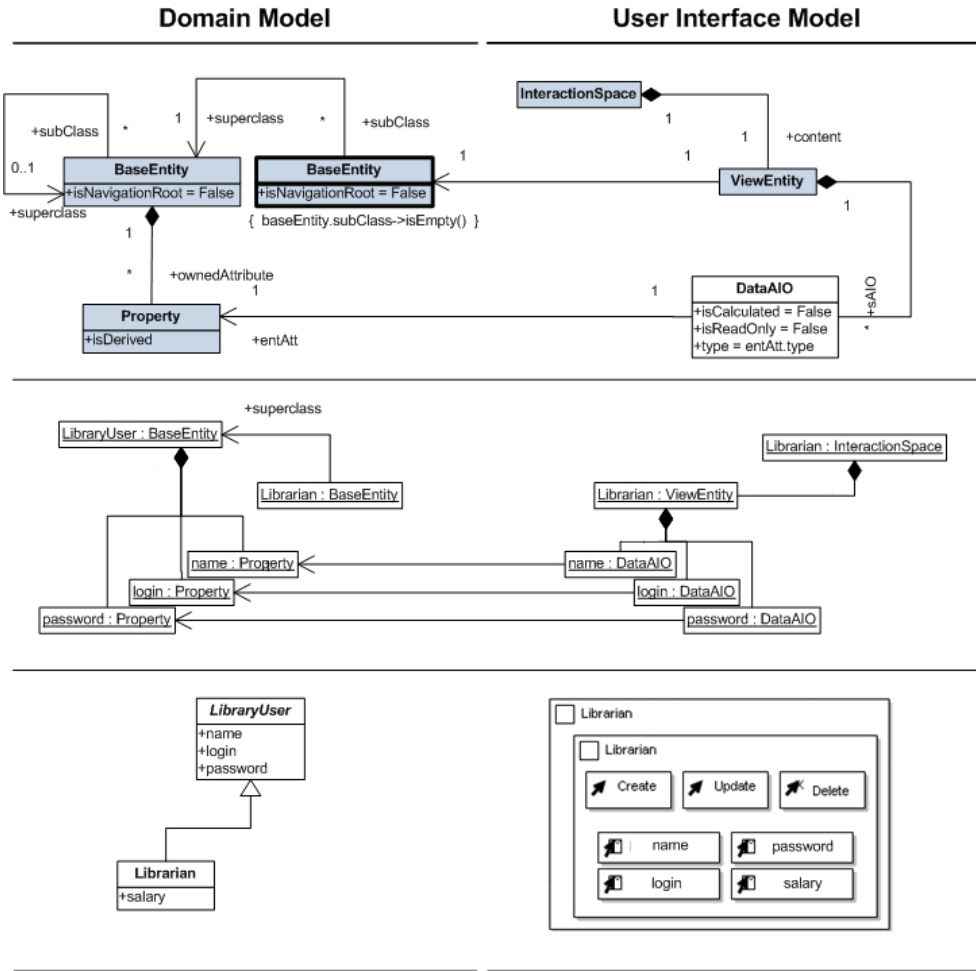 Domain Model
User Interface Model
+subClass
*
0..1
+superclass
1
+superclass
*
+subClass
BaseEntity
+isNavigationRoot = False
BaseEntity
+isNavigationRoot = False
{ baseEntity.subClass->isEmpty() }
1
1
InteractionSpace
1
1
+content
ViewEntity
1
1
*
+ownedAttribute
Property
+isDerived
1
+entAtt
1
DataAIO
+isCalculated = False
+isReadOnly = False
+type = entAtt.type
* +sAIO
+superclass
LibraryUser : BaseEntity
Librarian : BaseEntity
Librarian : InteractionSpace
Librarian : ViewEntity
name : Property
name : DataAIO
login : Property
login : DataAIO
password : Property
password : DataAIO
LibraryUser
+name
+login
+password
Librarian
+salary
Librarian
Librarian
Create
Update
Delete
name
password
login
salary